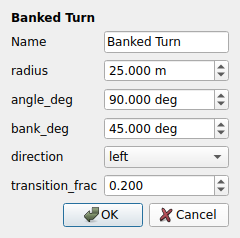 Banked Turn
Name Banked Turn
radius 25.000 m
angle_deg 90.000 deg
bank_deg 45.000 deg
direction left
transition_frac 0.200
OK Cancel